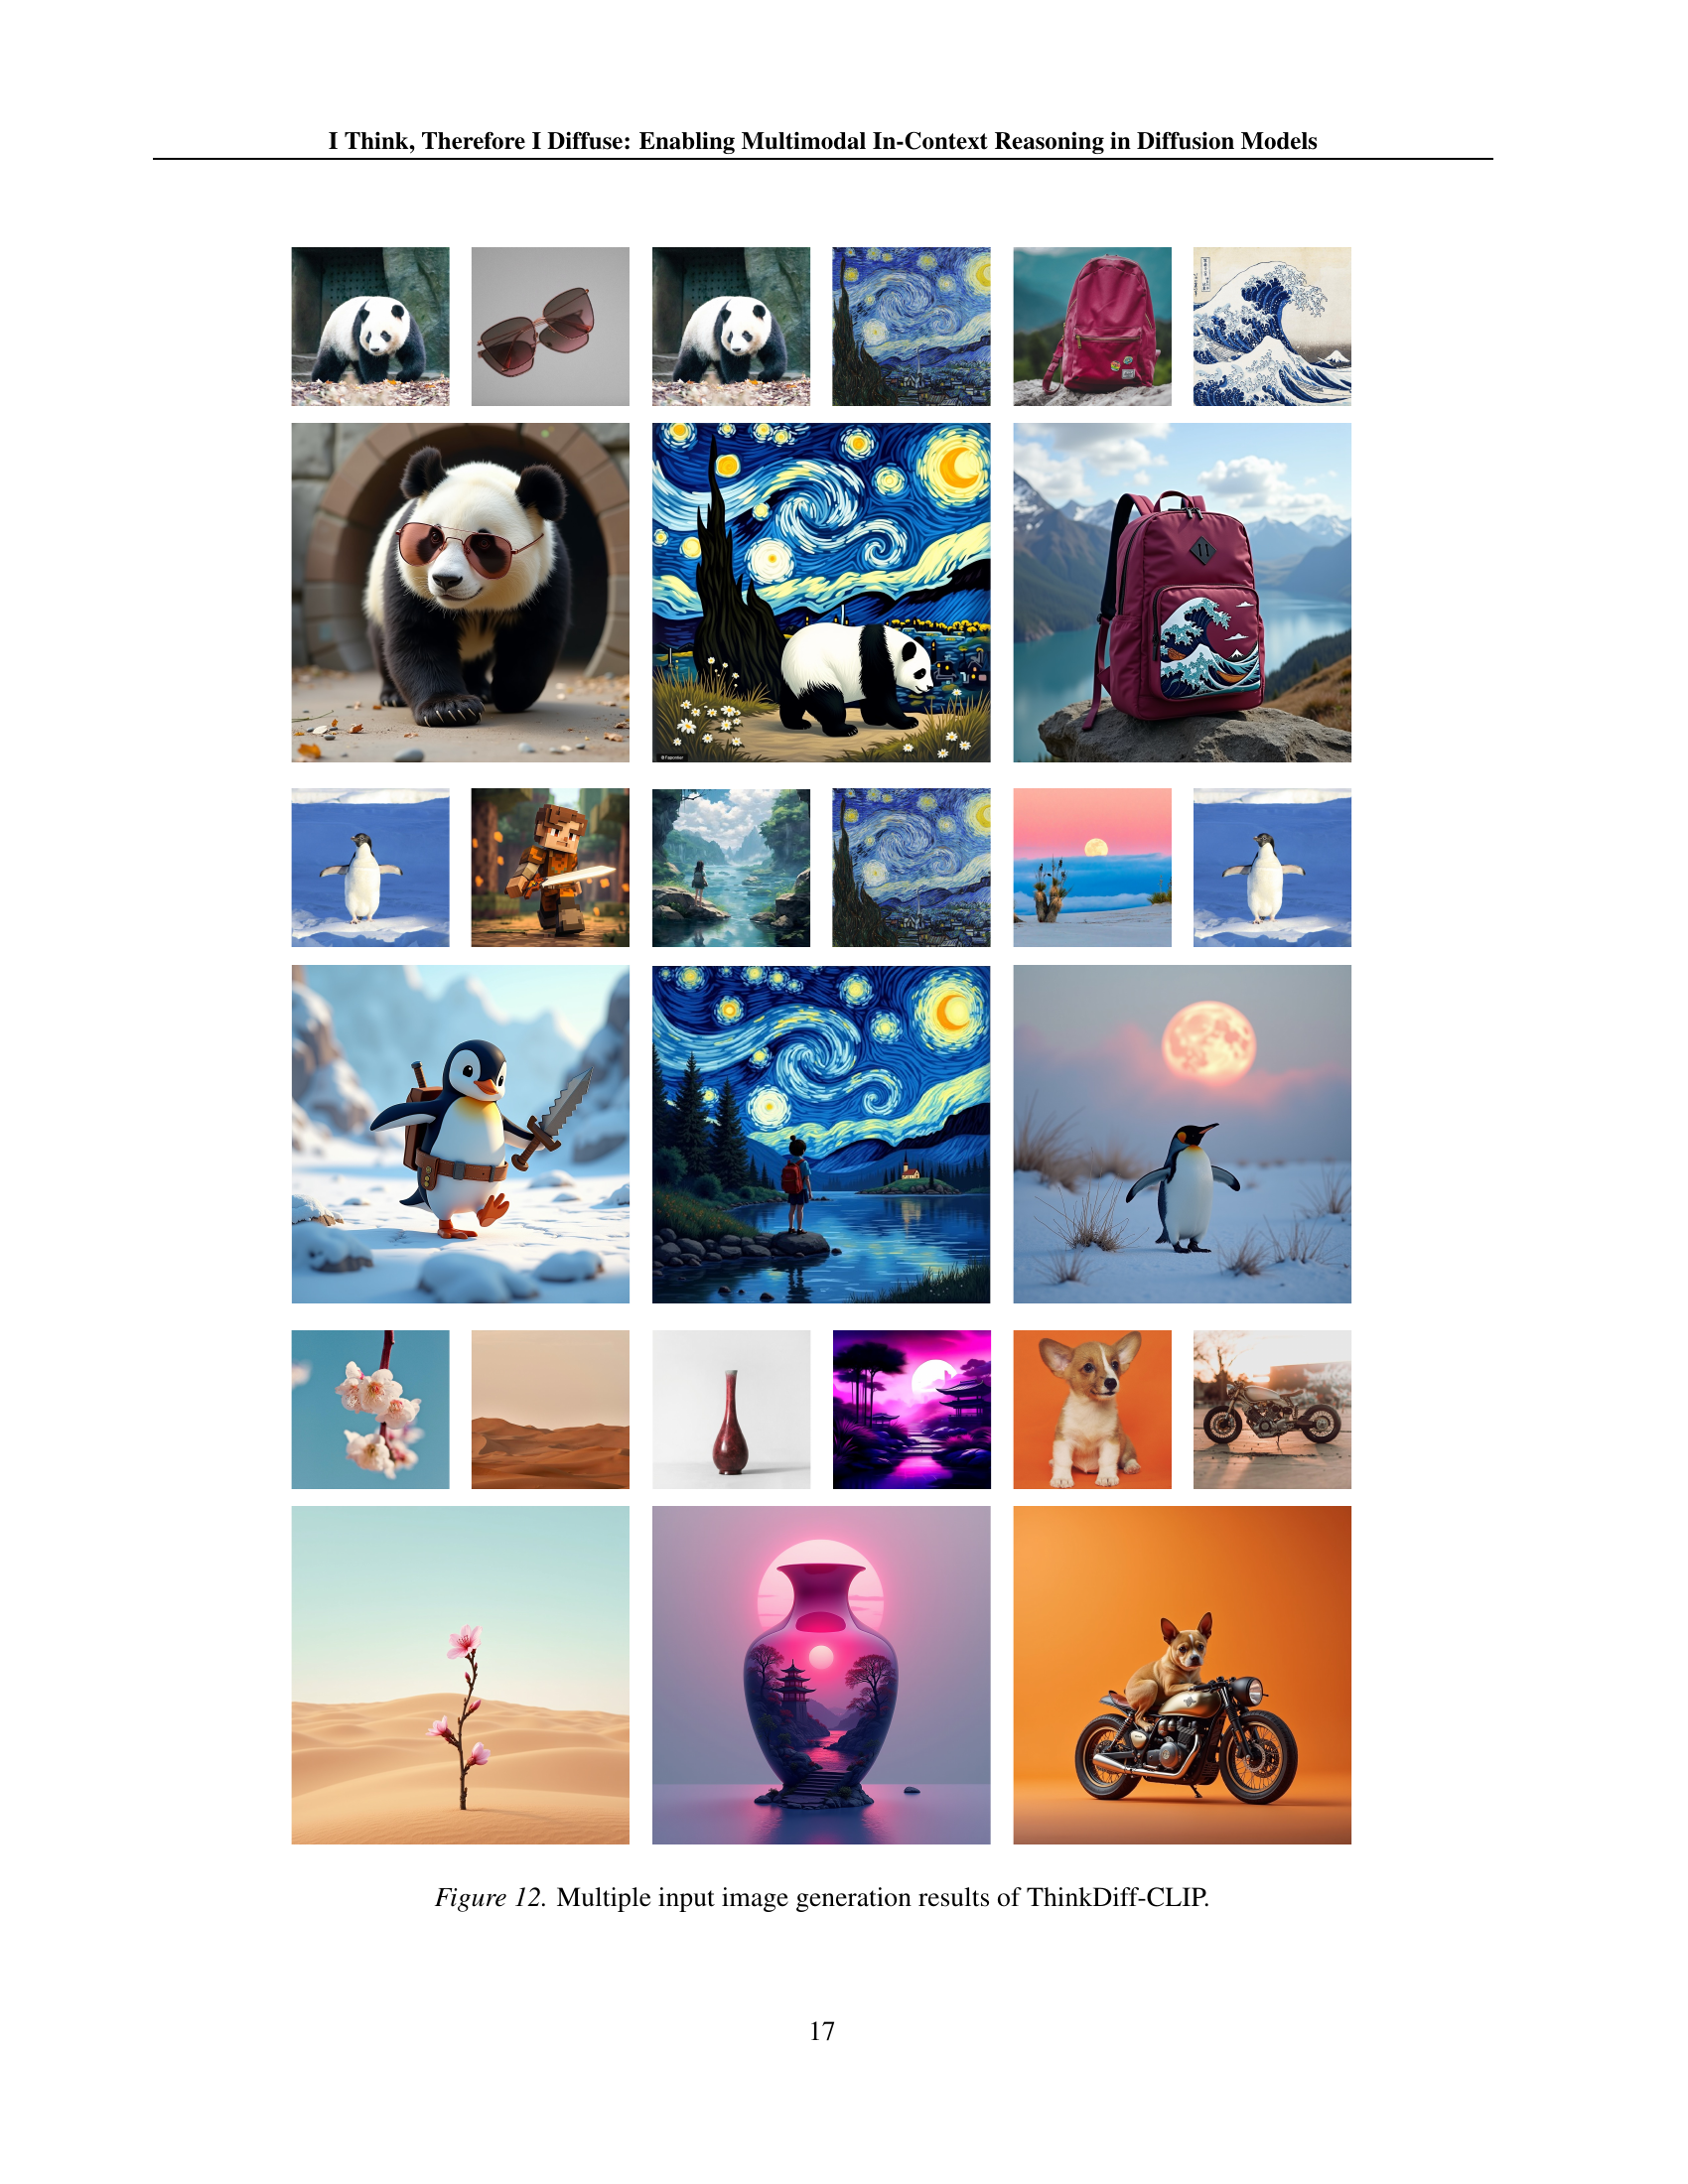 I Think, Therefore I Diffuse: Enabling Multimodal In-Context Reasoning in Diffusion Models
Figure 12. Multiple input image generation results of ThinkDiff-CLIP.
17